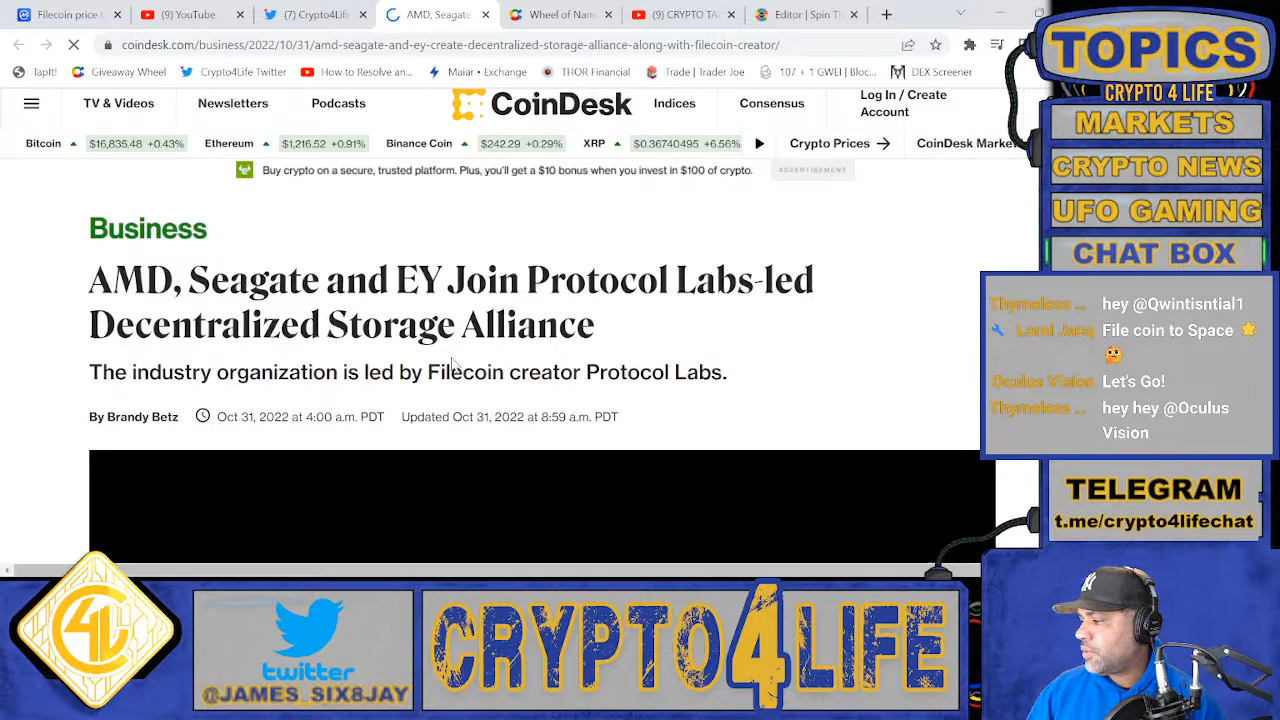 Filecoin price t
(9) YouTube
(7) Crypto4Life
AMD, Seagate
Wheel of Nam
(9) CRYPTO TA
Editor | Spin Th
coindesk.com/business/2022/10/31/amd-seagate-and-ey-create-decentralized-storage-alliance-along-with-filecoin-creator/
TapIt!
Giveaway Wheel
Crypto4Life Twitter
How to Resolve an...
Maiar • Exchange
THOR Financial
Trade | Trader Joe
107 + 1 GWEI | Bloc...
DEX Screener
TV & Videos
Newsletters
Podcasts
CoinDesk
Indices
Consensus
Log In / Create
Account
Bitcoin $16,835.48 +0.43%
Ethereum $1,216.52 +0.91%
Binance Coin $242.29 +0.29%
XRP $0.36740495 +6.56%
Crypto Prices
CoinDesk Market
Buy crypto on a secure, trusted platform. Plus, you'll get a $10 bonus when you invest in $100 of crypto.
ADVERTISEMENT
Business
AMD, Seagate and EY Join Protocol Labs-led
Decentralized Storage Alliance
The industry organization is led by Filecoin creator Protocol Labs.
By Brandy Betz
Oct 31, 2022 at 4:00 a.m. PDT
Updated Oct 31, 2022 at 8:59 a.m. PDT
TOPICS
CRYPTO 4 LIFE
MARKETS
CRYPTO NEWS
UFO GAMING
CHAT BOX
Thymeless ... hey @Qwintisntial1
Lorel Jacq File coin to Space 🌟
🤔
Oculus Vision Let's Go!
Thymeless ... hey hey @Oculus
Vision
TELEGRAM
t.me/crypto4lifechat
C4L
twitter
@JAMES_SIX8JAY
CRYPTO4LIFE